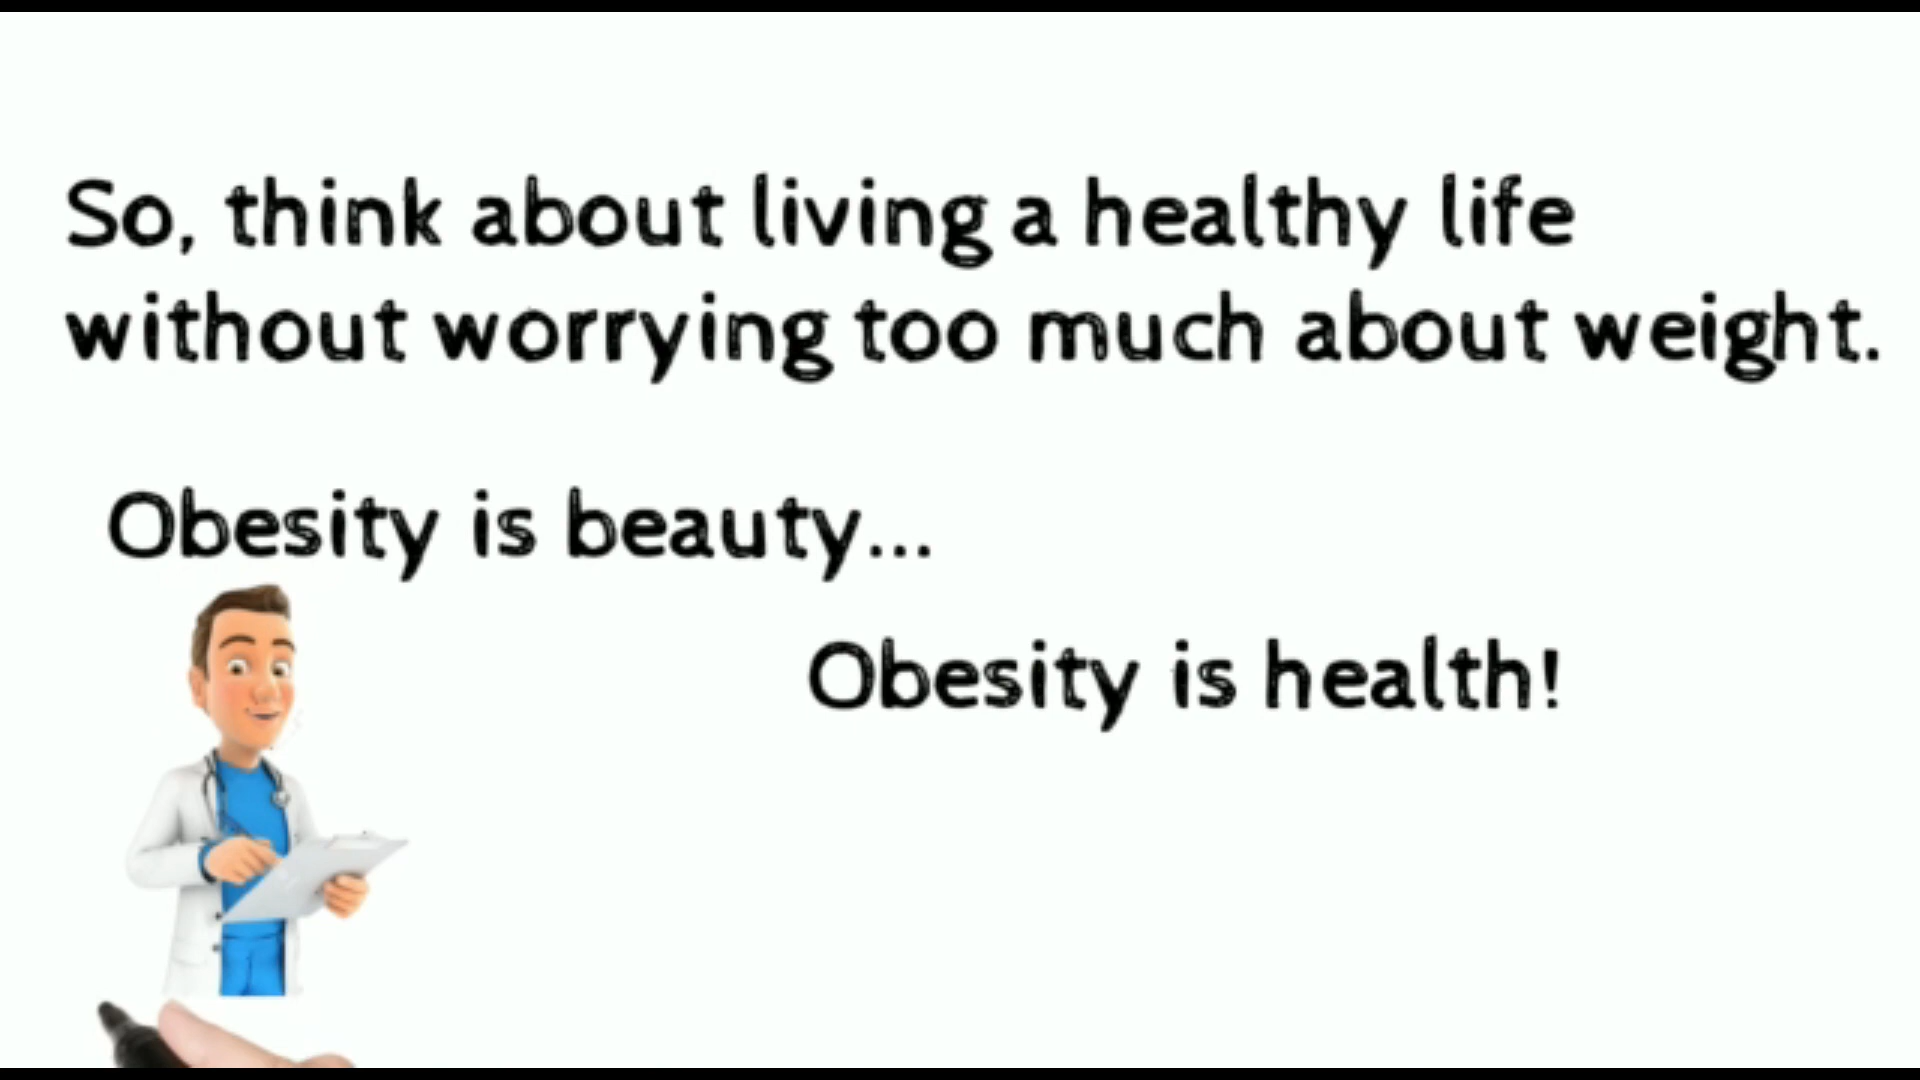 So, think about living a healthy life
without worrying too much about weight.
Obesity is beauty...
Obesity is health!